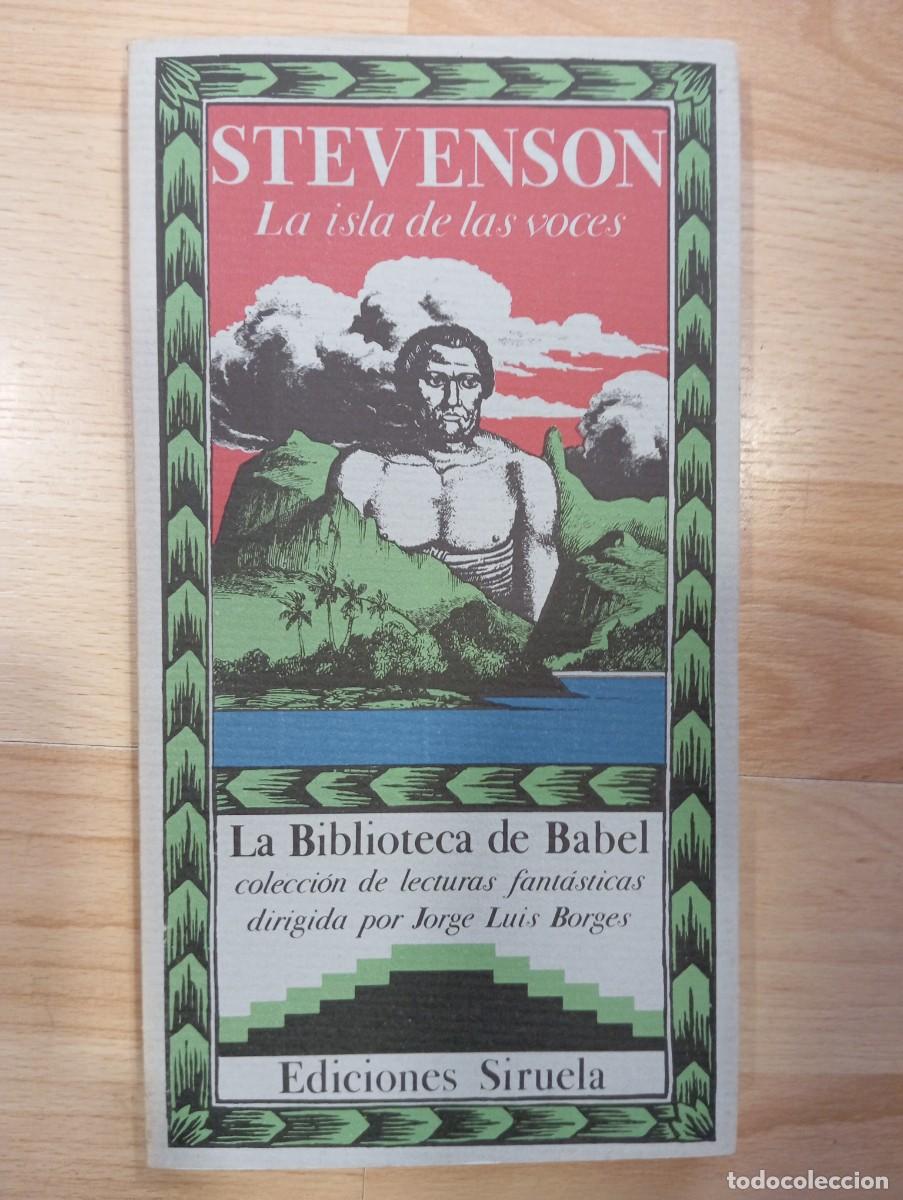 STEVENSON
La isla de las voces
La Biblioteca de Babel
colección de lecturas fantásticas
dirigida por Jorge Luis Borges
Ediciones Siruela
todocoleccion